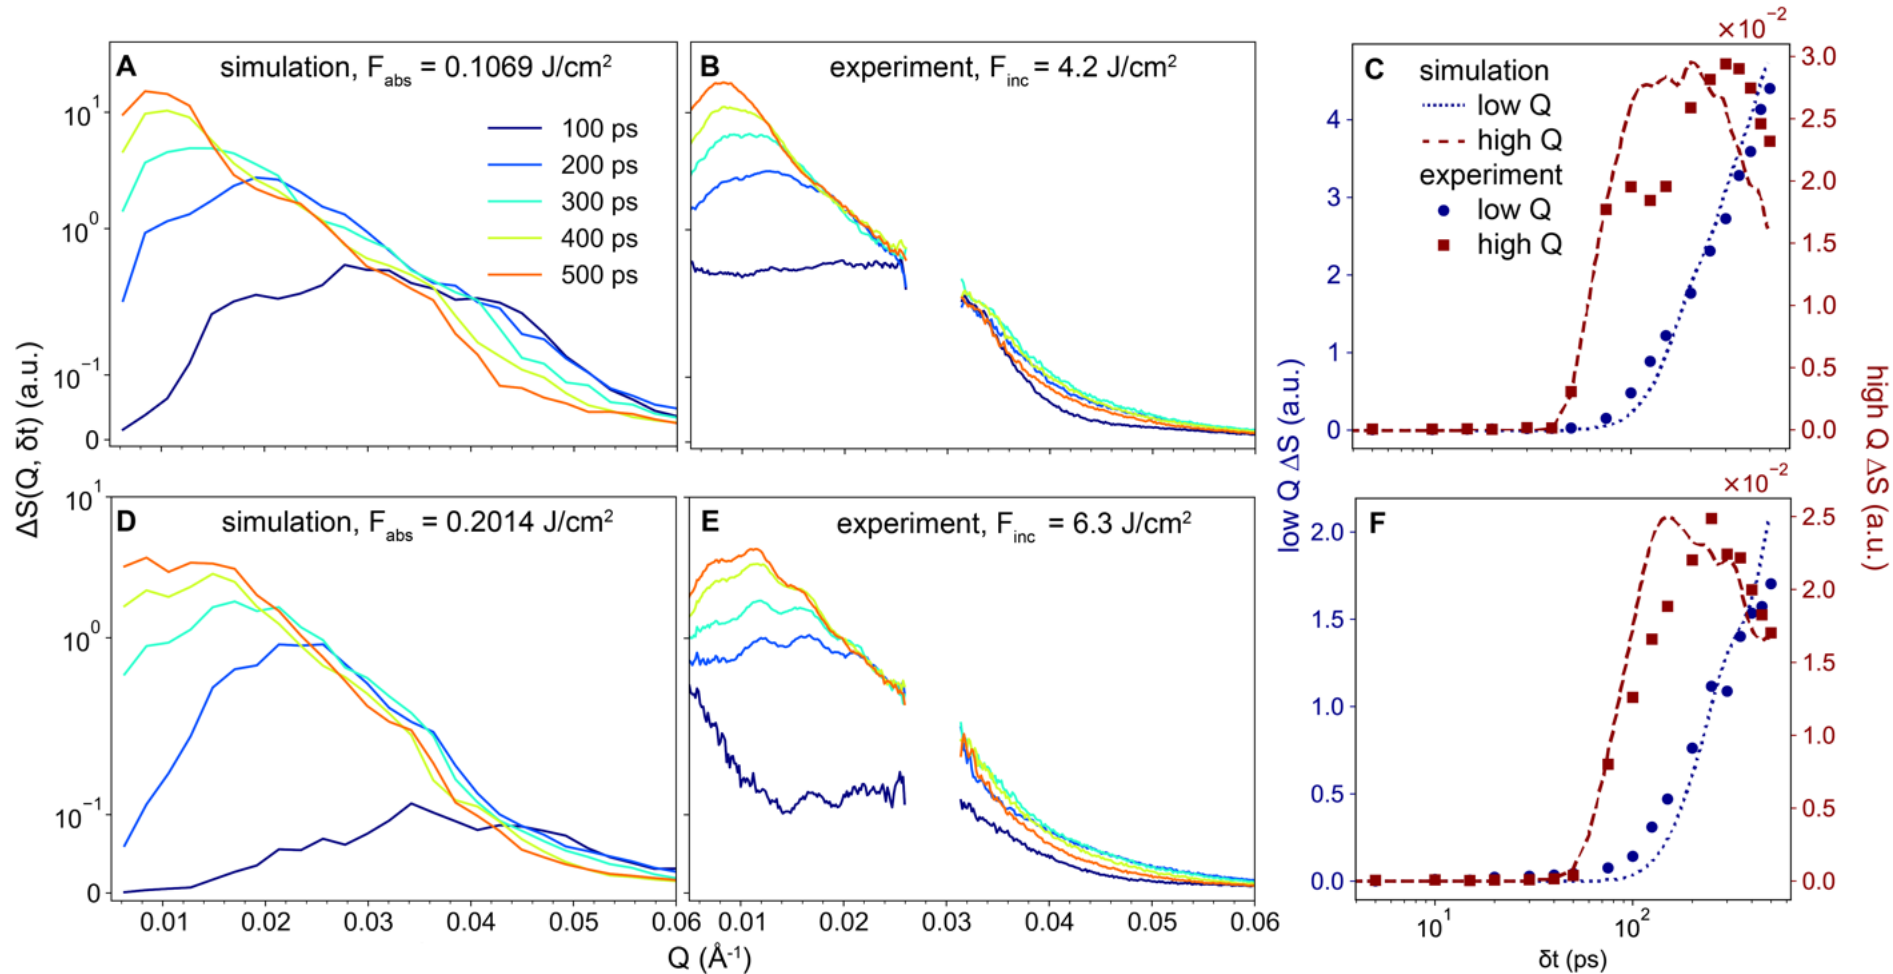 A
simulation, Fabs = 0.1069 J/cm²
100 ps
200 ps
300 ps
400 ps
500 ps
10¹
10⁰
10⁻¹
0
B
experiment, Finc = 4.2 J/cm²
C
simulation
low Q
high Q
experiment
low Q
high Q
4
3
2
1
0
×10⁻²
3.0
2.5
2.0
1.5
1.0
0.5
0.0
ΔS(Q, δt) (a.u.)
low Q ΔS (a.u.)
high Q ΔS (a.u.)
D
simulation, Fabs = 0.2014 J/cm²
10¹
10⁰
10⁻¹
0
0.01
0.02
0.03
0.04
0.05
0.06
E
experiment, Finc = 6.3 J/cm²
0.01
0.02
0.03
0.04
0.05
0.06
Q (Å⁻¹)
F
2.0
1.5
1.0
0.5
0.0
×10⁻²
2.5
2.0
1.5
1.0
0.5
0.0
10¹
10²
δt (ps)